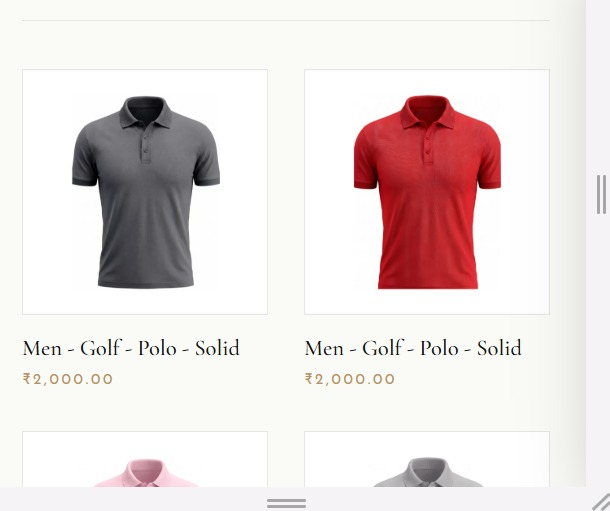 Men - Golf - Polo - Solid
₹2,000.00
Men - Golf - Polo - Solid
₹2,000.00